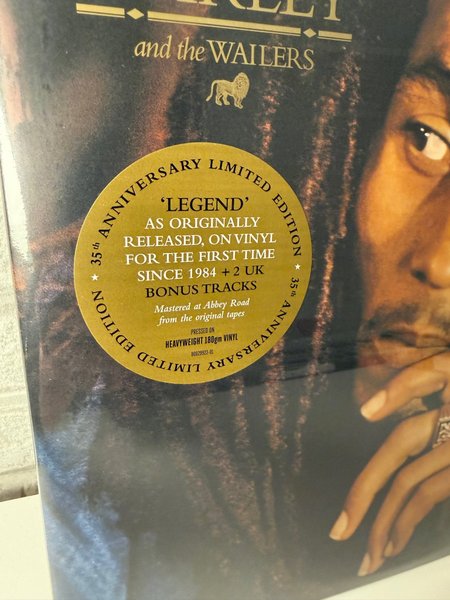 and the WAILERS
35th ANNIVERSARY LIMITED EDITION
'LEGEND'
AS ORIGINALLY
RELEASED, ON VINYL
FOR THE FIRST TIME
SINCE 1984 + 2 UK
BONUS TRACKS
Mastered at Abbey Road
from the original tapes
PRESSED ON
HEAVYWEIGHT 180gm VINYL
35th ANNIVERSARY LIMITED EDITION